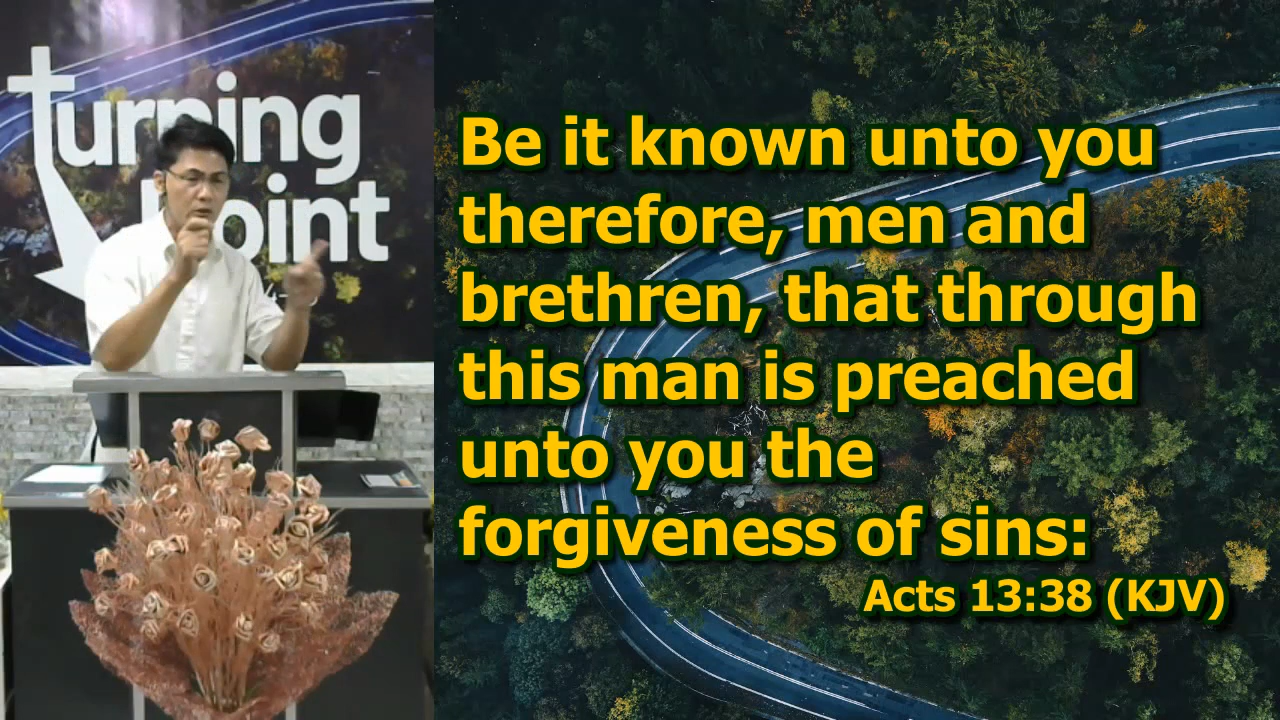 turning
Point
Be it known unto you
therefore, men and
brethren, that through
this man is preached
unto you the
forgiveness of sins:
Acts 13:38 (KJV)